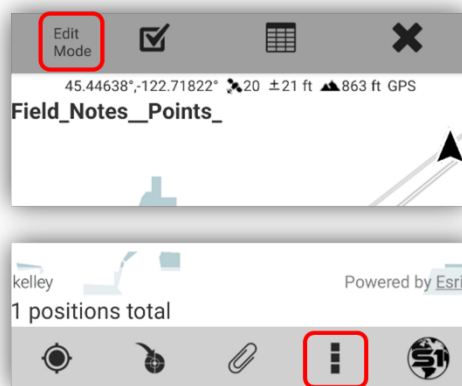 Edit
Mode
45.44638°,-122.71822° 20 ±21 ft 863 ft GPS
Field_Notes__Points_
kelley
Powered by Esri
1 positions total
S1